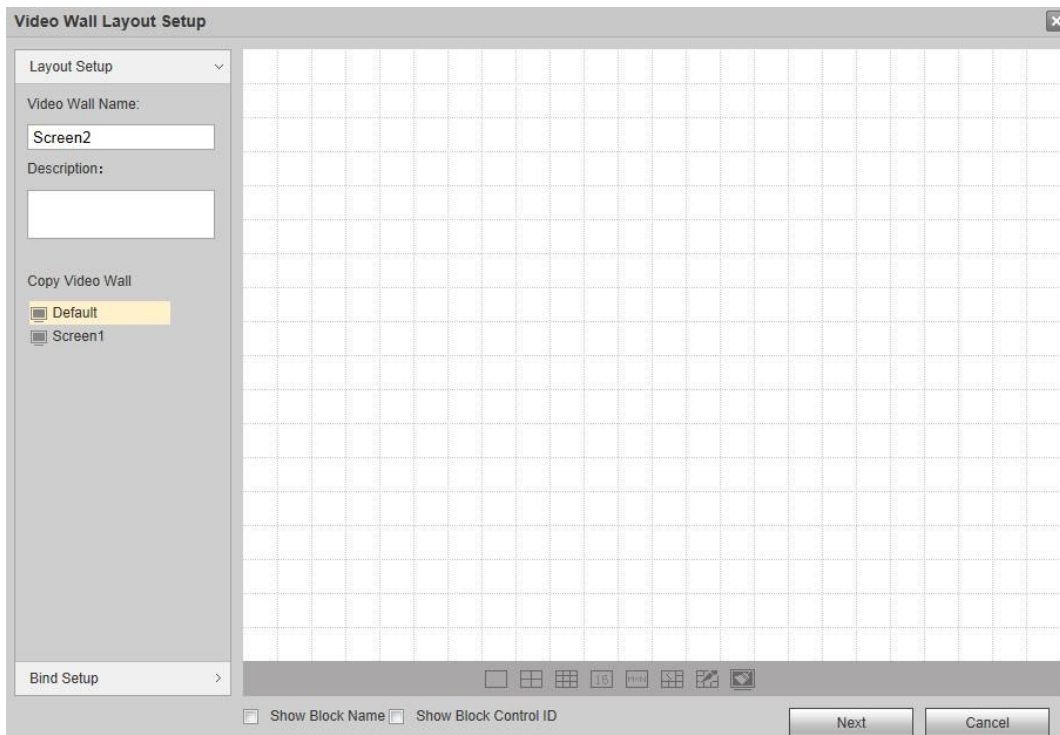 Video Wall Layout Setup
Layout Setup
Video Wall Name:
Screen2
Description:
Copy Video Wall
Default
Screen1
Bind Setup
16
M×N
Show Block Name Show Block Control ID
Next Cancel